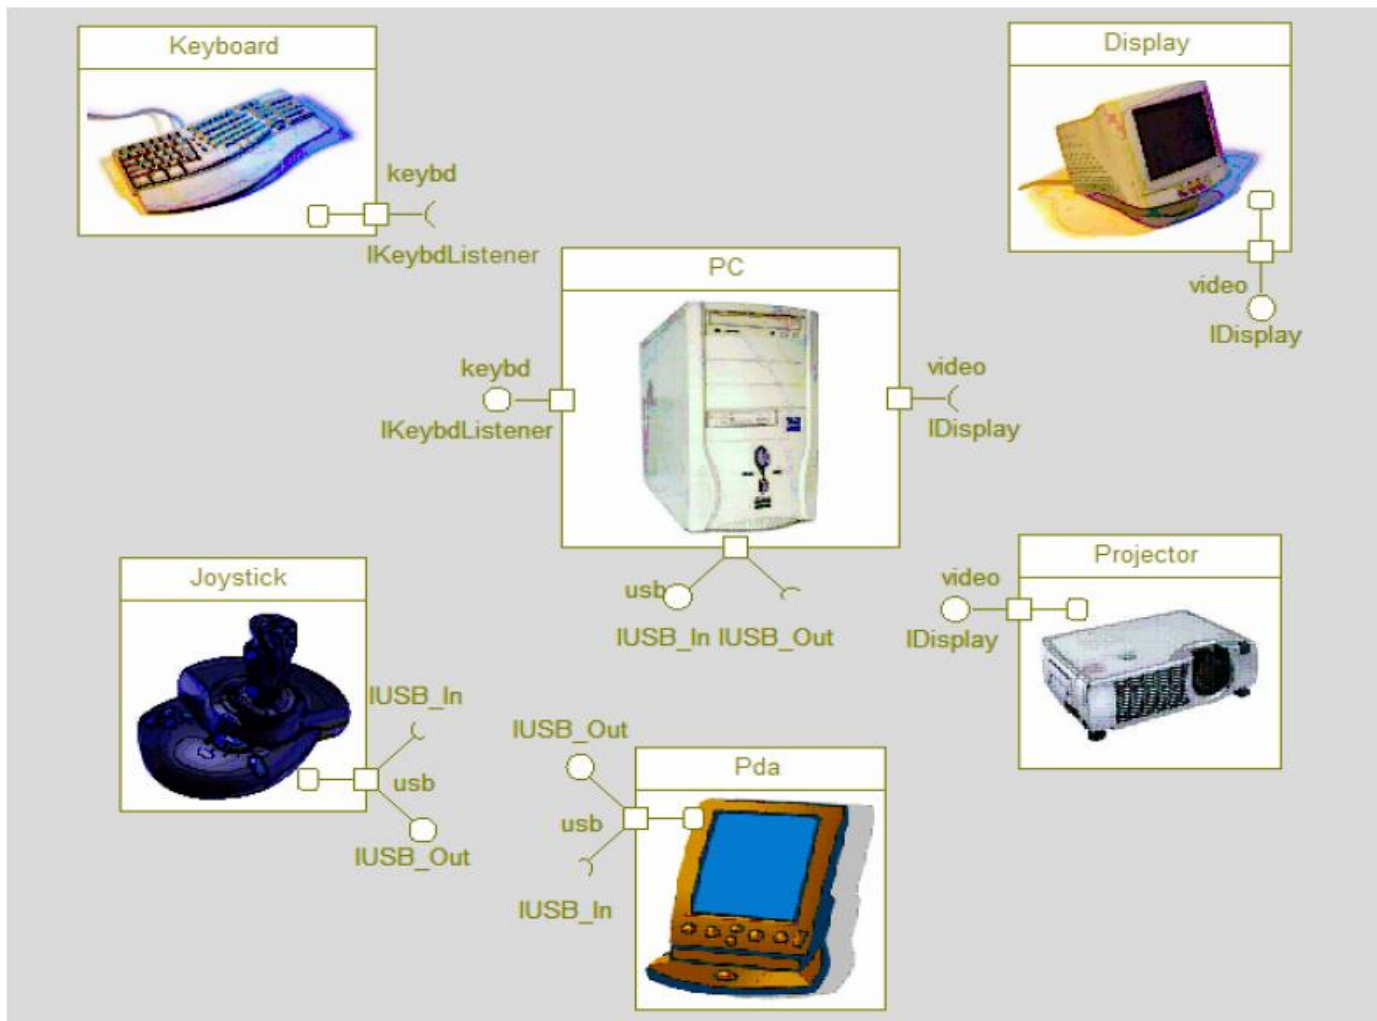 Keyboard
keybd
IKeybdListener
Display
video
IDisplay
PC
keybd
IKeybdListener
video
IDisplay
usb
IUSB_In IUSB_Out
Projector
video
IDisplay
Joystick
IUSB_In
usb
IUSB_Out
Pda
IUSB_Out
usb
IUSB_In